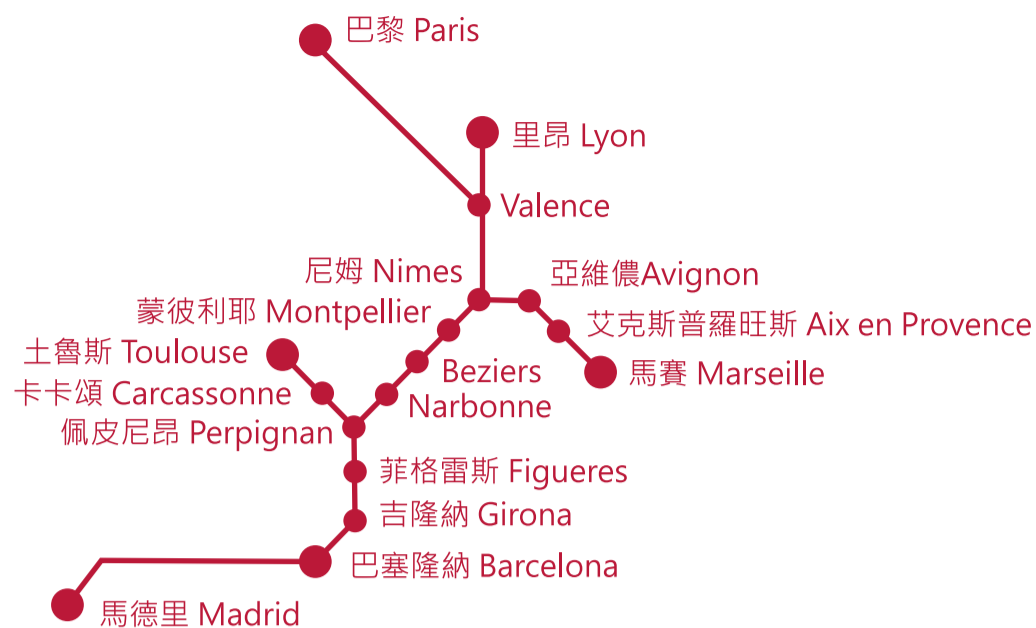 巴黎 Paris
里昂 Lyon
Valence
尼姆 Nimes
亞維儂Avignon
蒙彼利耶 Montpellier
艾克斯普羅旺斯 Aix en Provence
土魯斯 Toulouse
Beziers
馬賽 Marseille
卡卡頌 Carcassonne
Narbonne
佩皮尼昂 Perpignan
菲格雷斯 Figueres
吉隆納 Girona
巴塞隆納 Barcelona
馬德里 Madrid